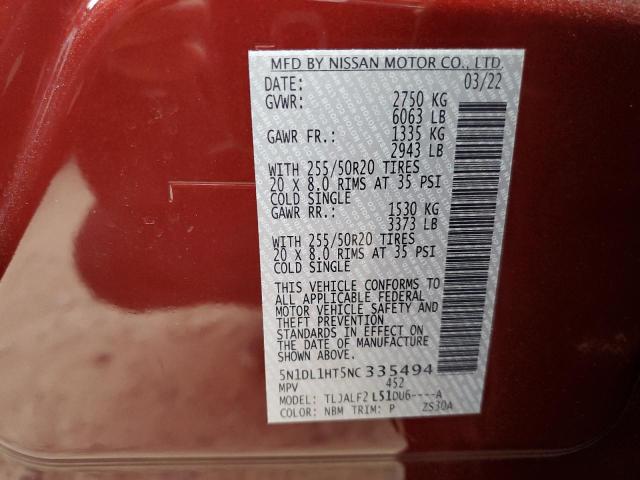 MFD BY NISSAN MOTOR CO., LTD.
DATE: 03/22
GVWR: 2750 KG
6063 LB
GAWR FR.: 1335 KG
2943 LB
WITH 255/50R20 TIRES
20 X 8.0 RIMS AT 35 PSI
COLD SINGLE
GAWR RR.: 1530 KG
3373 LB
WITH 255/50R20 TIRES
20 X 8.0 RIMS AT 35 PSI
COLD SINGLE
THIS VEHICLE CONFORMS TO
ALL APPLICABLE FEDERAL
MOTOR VEHICLE SAFETY AND
THEFT PREVENTION
STANDARDS IN EFFECT ON
THE DATE OF MANUFACTURE
SHOWN ABOVE.
5N1DL1HT5NC335494
MPV 452
MODEL: TLJALF2 L51DU6----A
COLOR: NBM TRIM: P ZS30A